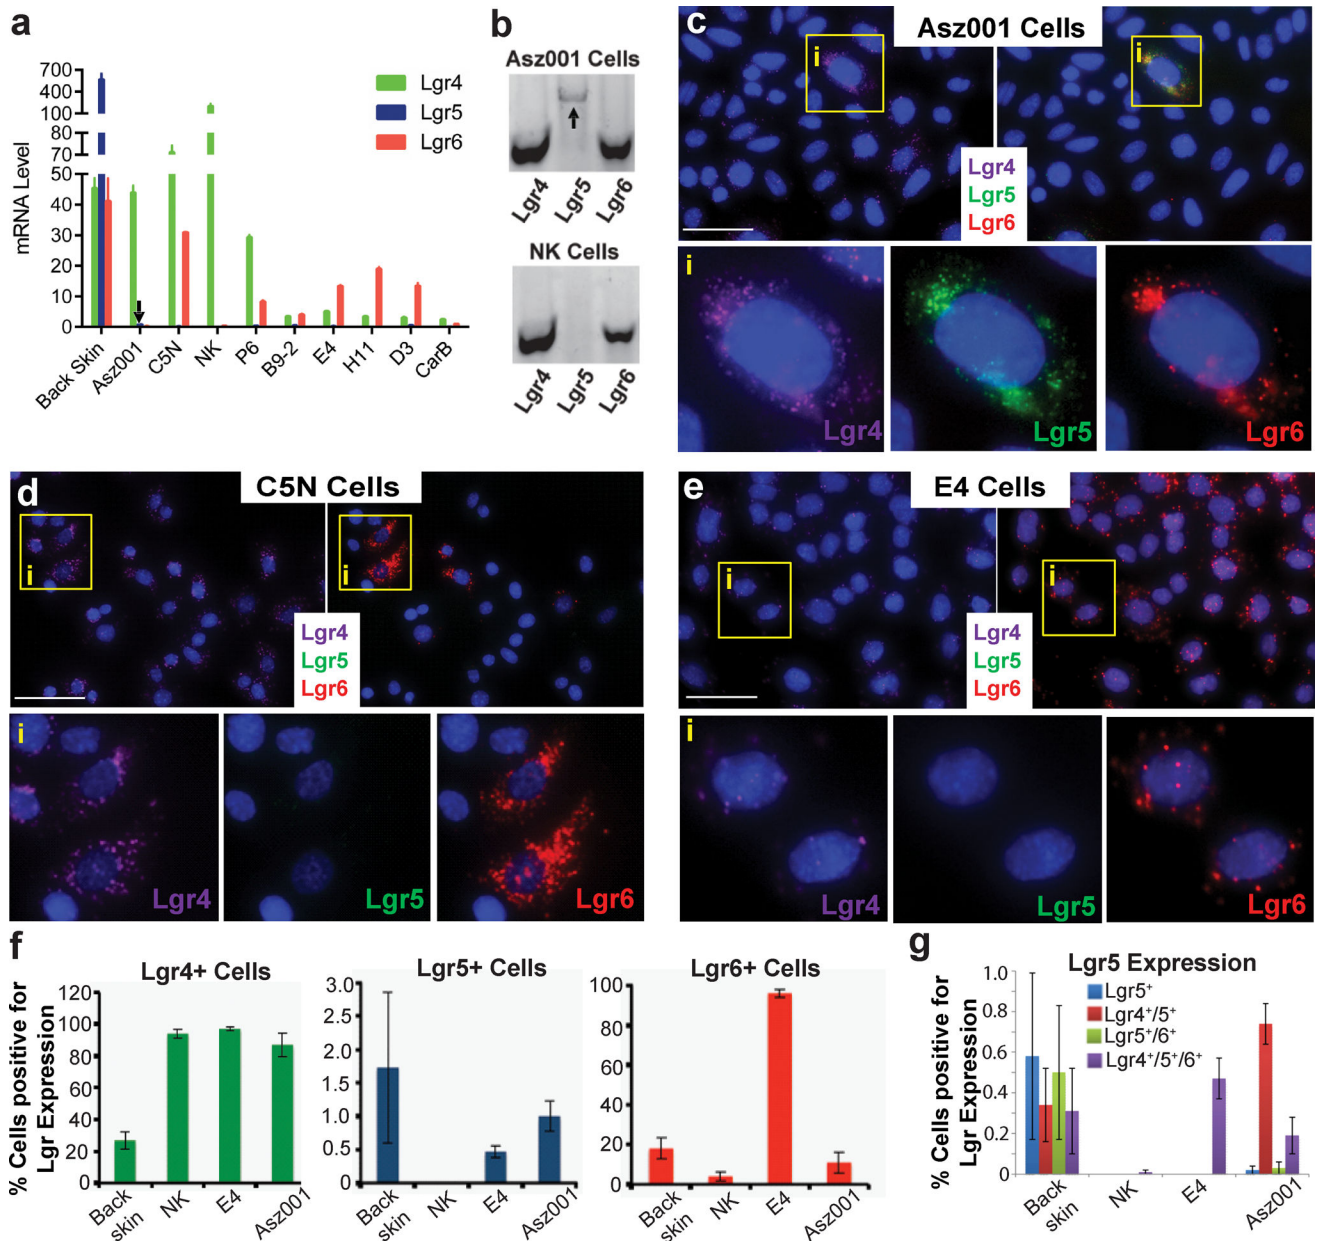 a
700
400
100
80
70
50
40
30
20
10
0
mRNA Level
Lgr4
Lgr5
Lgr6
Back Skin
Asz001
C5N
NK
P6
B9-2
E4
H11
D3
CarB
b
Asz001 Cells
Lgr4
Lgr5
Lgr6
NK Cells
Lgr4
Lgr5
Lgr6
c
Asz001 Cells
i
i
Lgr4
Lgr5
Lgr6
i
Lgr4
Lgr5
Lgr6
d
C5N Cells
i
i
Lgr4
Lgr5
Lgr6
i
Lgr4
Lgr5
Lgr6
e
E4 Cells
i
i
Lgr4
Lgr5
Lgr6
i
Lgr4
Lgr5
Lgr6
f
% Cells positive for
Lgr Expression
Lgr4+ Cells
120
100
80
60
40
20
0
Back
skin
NK
E4
Asz001
Lgr5+ Cells
3.0
2.5
2.0
1.5
1.0
0.5
0
Back
skin
NK
E4
Asz001
Lgr6+ Cells
100
80
60
40
20
0
Back
skin
NK
E4
Asz001
g
Lgr5 Expression
% Cells positive for
Lgr Expression
1.0
0.8
0.6
0.4
0.2
0
Lgr5⁺
Lgr4⁺/5⁺
Lgr5⁺/6⁺
Lgr4⁺/5⁺/6⁺
Back
skin
NK
E4
Asz001